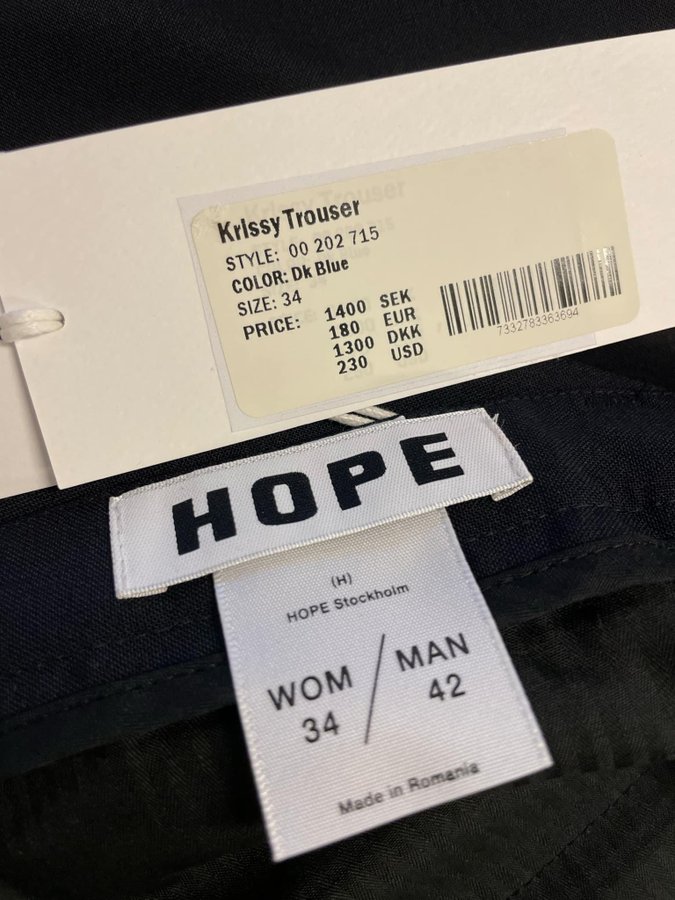 Krissy Trouser
STYLE: 00 202 715
COLOR: Dk Blue
SIZE: 34
PRICE: 1400 SEK
180 EUR
1300 DKK
230 USD
7332783363694
HOPE
(H)
HOPE Stockholm
WOM / MAN
34 42
Made in Romania